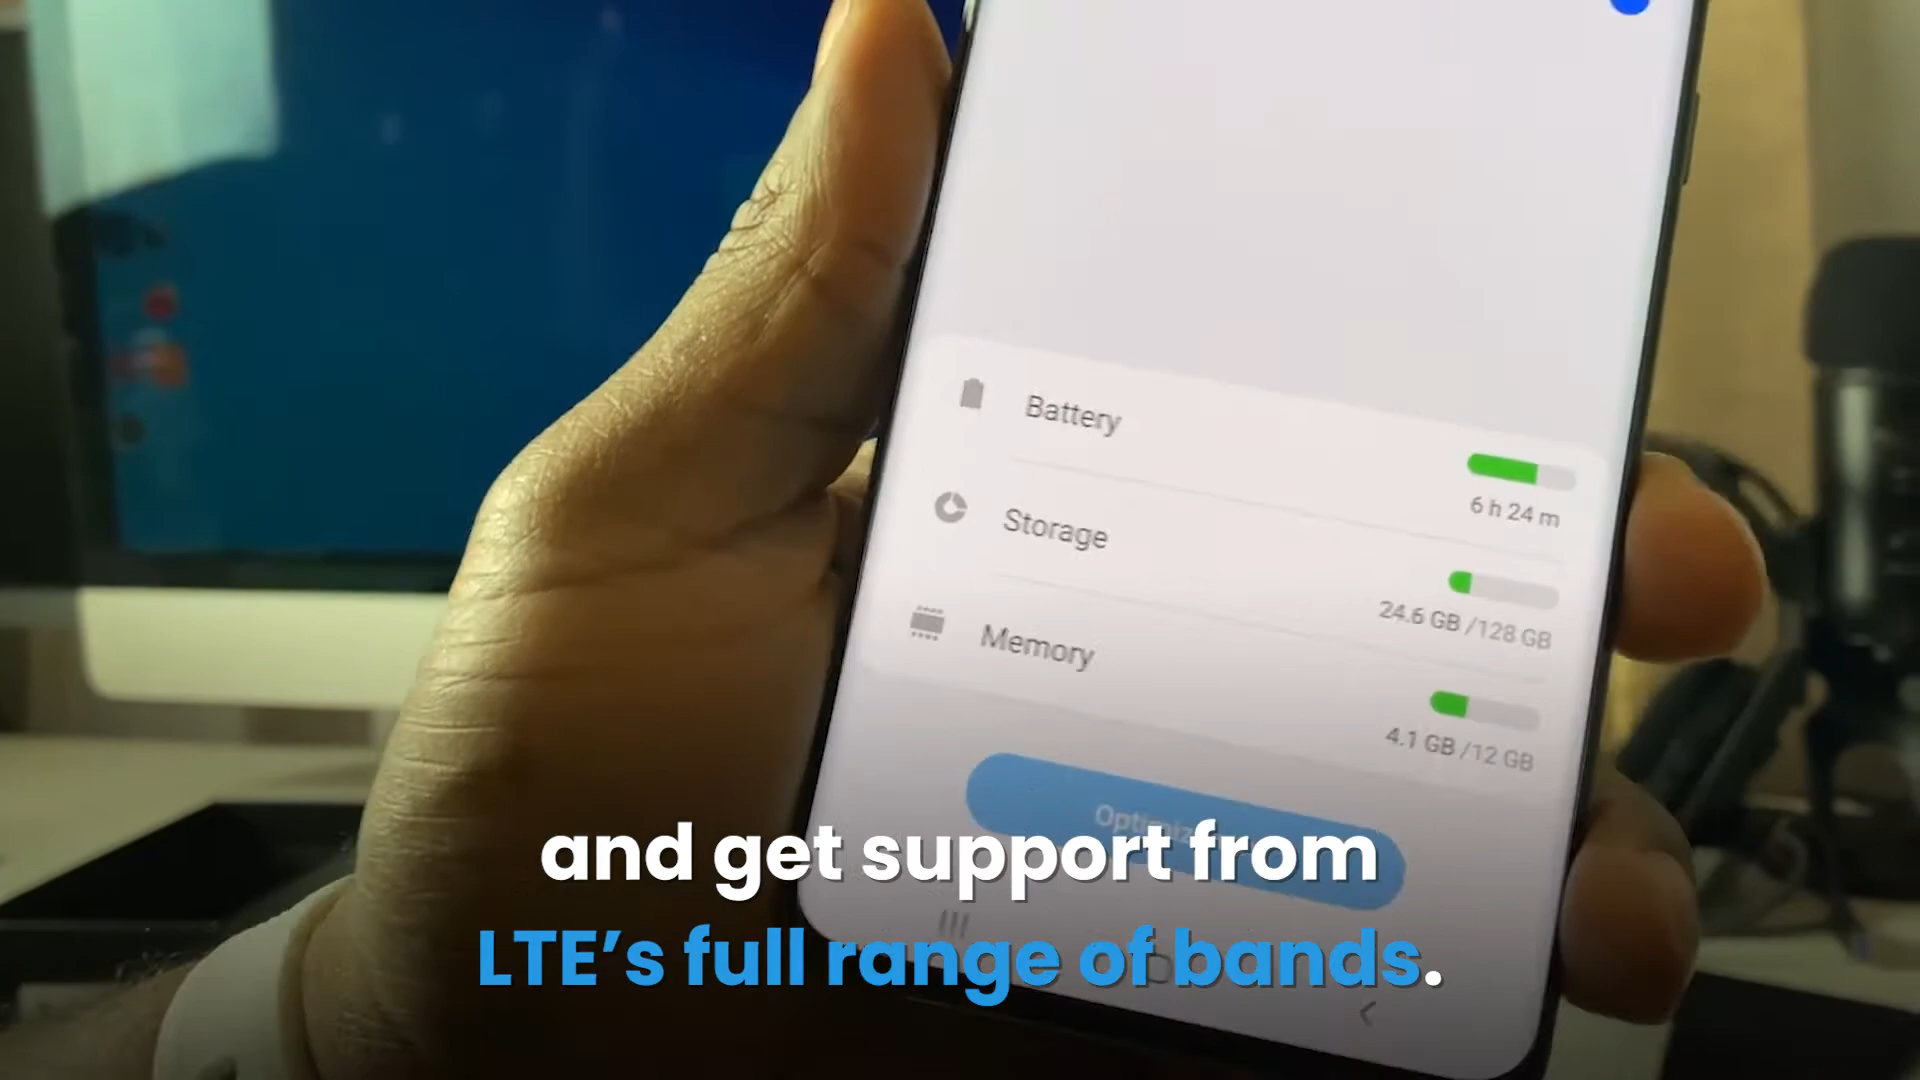 Battery
6 h 24 m
Storage
24.6 GB /128 GB
Memory
4.1 GB /12 GB
and get support from
LTE’s full range of bands.